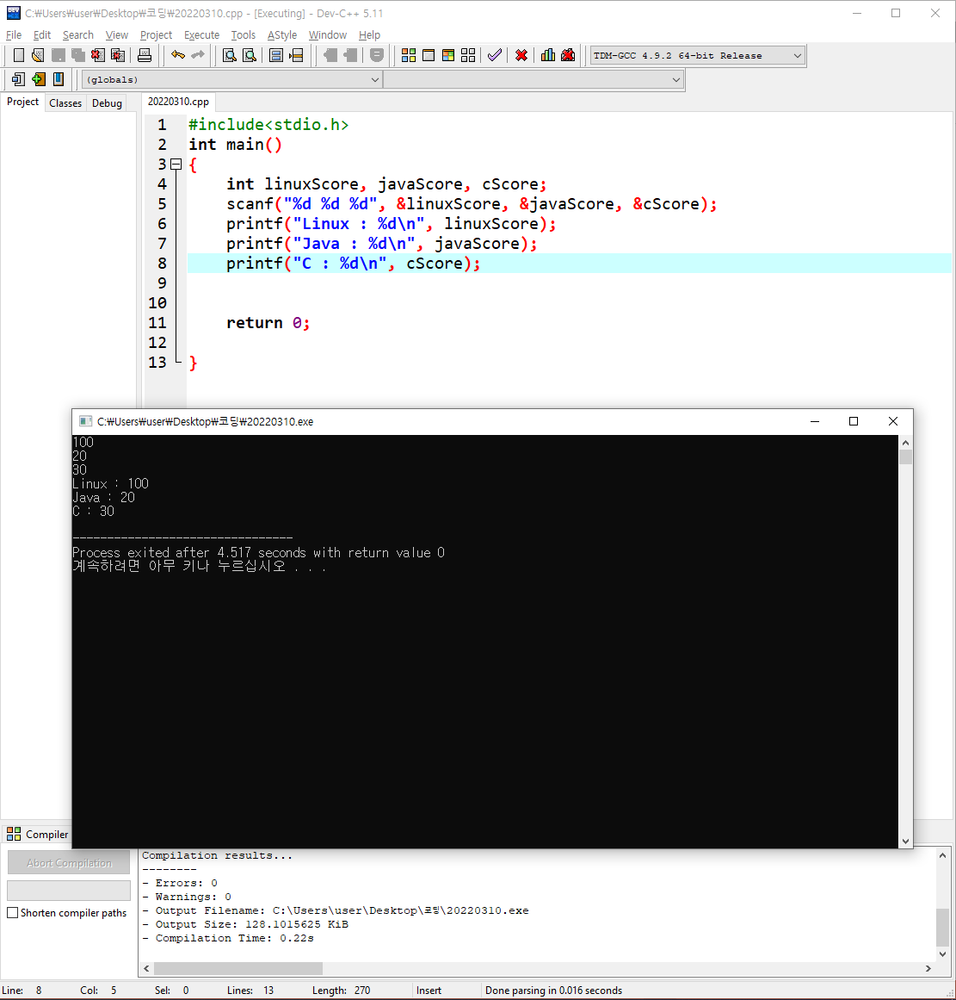 C:₩Users₩user₩Desktop₩코딩₩20220310.cpp - [Executing] - Dev-C++ 5.11
File Edit Search View Project Execute Tools AStyle Window Help
TDM-GCC 4.9.2 64-bit Release
(globals)
Project Classes Debug
20220310.cpp
1 #include<stdio.h>
2 int main()
3 {
4 int linuxScore, javaScore, cScore;
5 scanf("%d %d %d", &linuxScore, &javaScore, &cScore);
6 printf("Linux : %d\n", linuxScore);
7 printf("Java : %d\n", javaScore);
8 printf("C : %d\n", cScore);
9
10
11 return 0;
12
13 }
C:₩Users₩user₩Desktop₩코딩₩20220310.exe
100
20
30
Linux : 100
Java : 20
C : 30
--------------------------------
Process exited after 4.517 seconds with return value 0
계속하려면 아무 키나 누르십시오 . . .
Compiler
Abort Compilation
Shorten compiler paths
Compilation results...
--------
- Errors: 0
- Warnings: 0
- Output Filename: C:\Users\user\Desktop\코딩\20220310.exe
- Output Size: 128.1015625 KiB
- Compilation Time: 0.22s
Line: 8 Col: 5 Sel: 0 Lines: 13 Length: 270 Insert Done parsing in 0.016 seconds